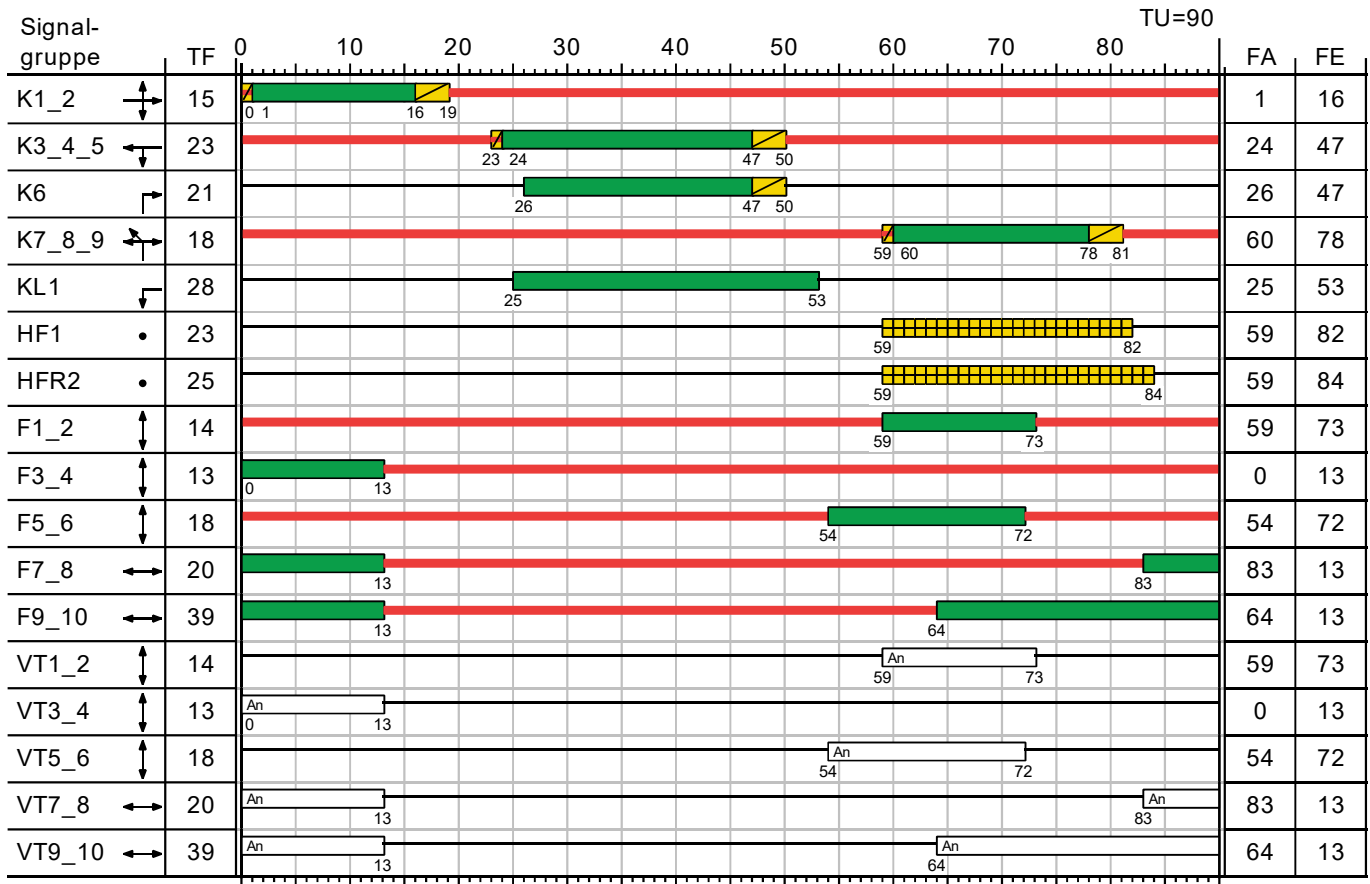 TU=90
Signal-
gruppe TF 0 10 20 30 40 50 60 70 80 FA FE
K1_2 15 1 16
0 1 16 19
K3_4_5 23 24 47
23 24 47 50
K6 21 26 47
26 47 50
K7_8_9 18 60 78
59 60 78 81
KL1 28 25 53
25 53
HF1 23 59 82
59 82
HFR2 25 59 84
59 84
F1_2 14 59 73
59 73
F3_4 13 0 13
0 13
F5_6 18 54 72
54 72
F7_8 20 83 13
13 83
F9_10 39 64 13
13 64
VT1_2 14 An 59 73
59 73
VT3_4 13 An 0 13
0 13
VT5_6 18 An 54 72
54 72
VT7_8 20 An An 83 13
13 83
VT9_10 39 An An 64 13
13 64